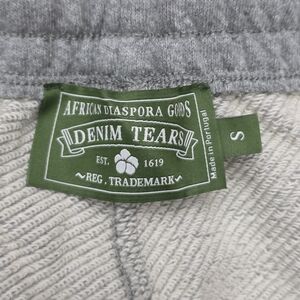 AFRICAN DIASPORA GOODS
DENIM TEARS
EST. 1619
REG. TRADEMARK
Made in Portugal
S